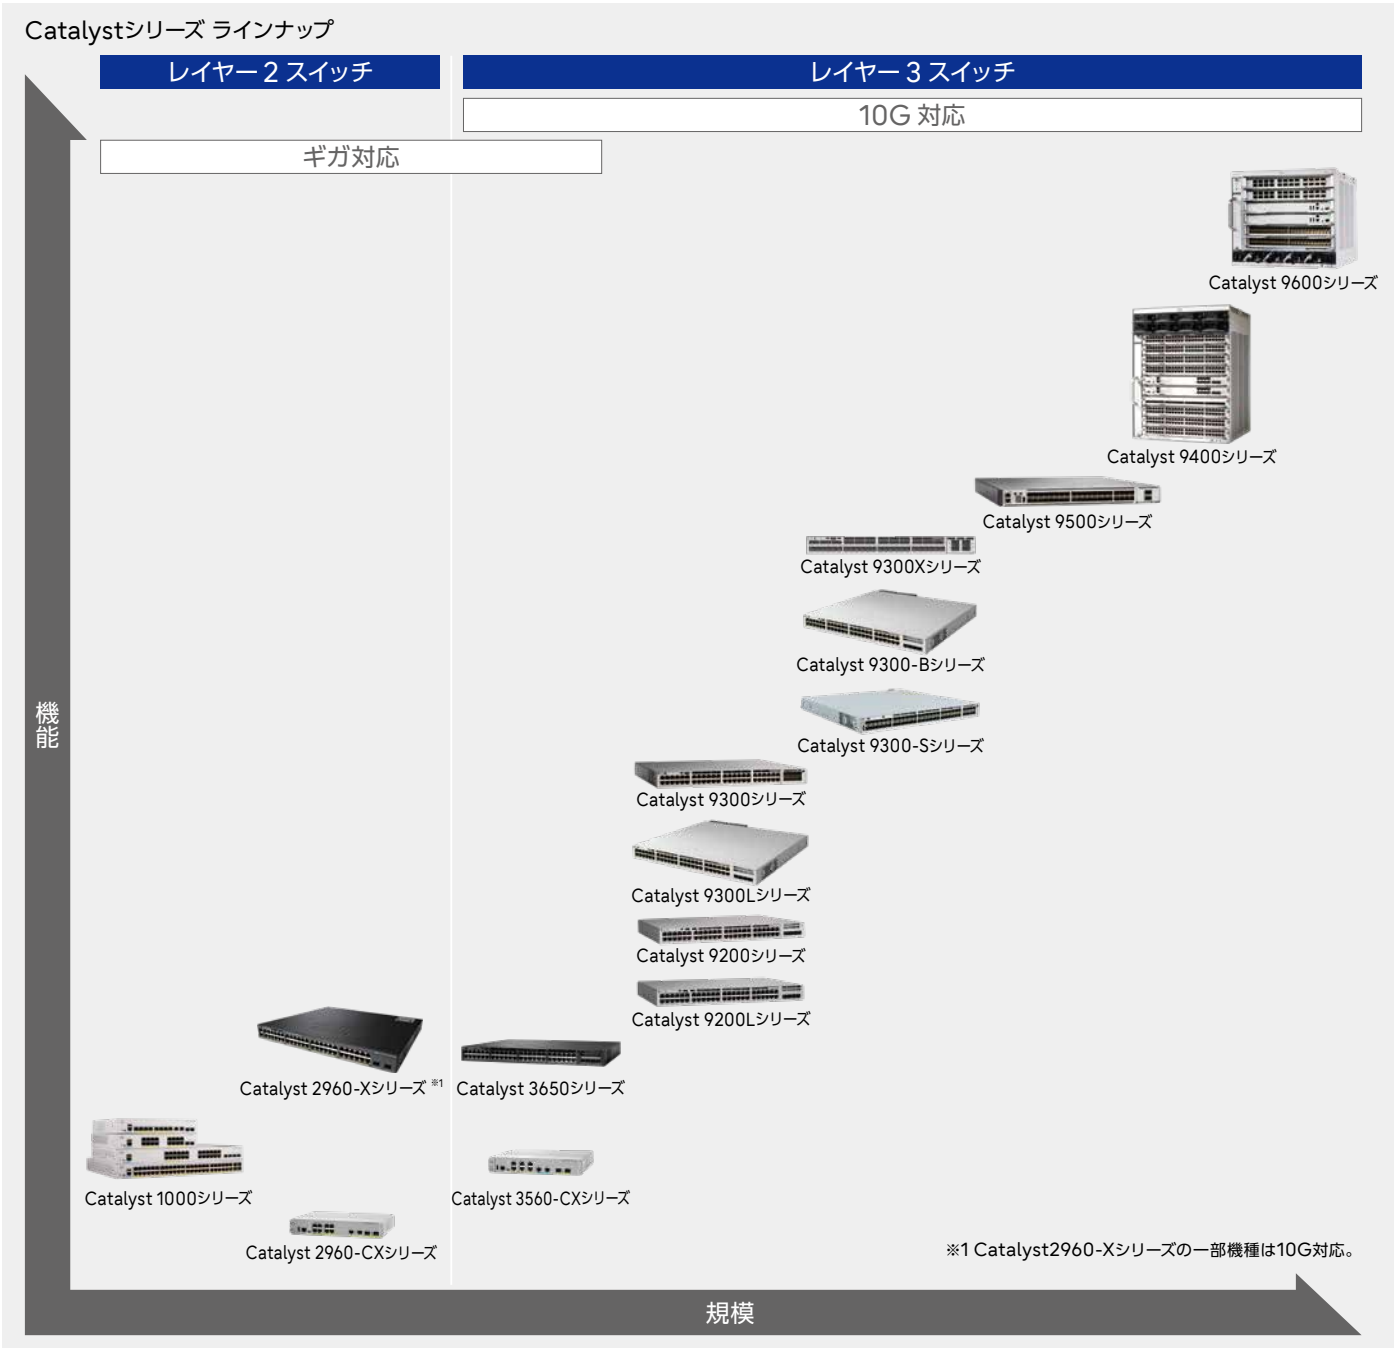 Catalystシリーズ ラインナップ
レイヤー2 スイッチ
レイヤー3 スイッチ
10G 対応
ギガ対応
Catalyst 9600シリーズ
Catalyst 9400シリーズ
Catalyst 9500シリーズ
Catalyst 9300Xシリーズ
Catalyst 9300-Bシリーズ
Catalyst 9300-Sシリーズ
Catalyst 9300シリーズ
Catalyst 9300Lシリーズ
Catalyst 9200シリーズ
Catalyst 9200Lシリーズ
Catalyst 2960-Xシリーズ ※1
Catalyst 3650シリーズ
Catalyst 1000シリーズ
Catalyst 3560-CXシリーズ
Catalyst 2960-CXシリーズ
※1 Catalyst2960-Xシリーズの一部機種は10G対応。
機能
規模